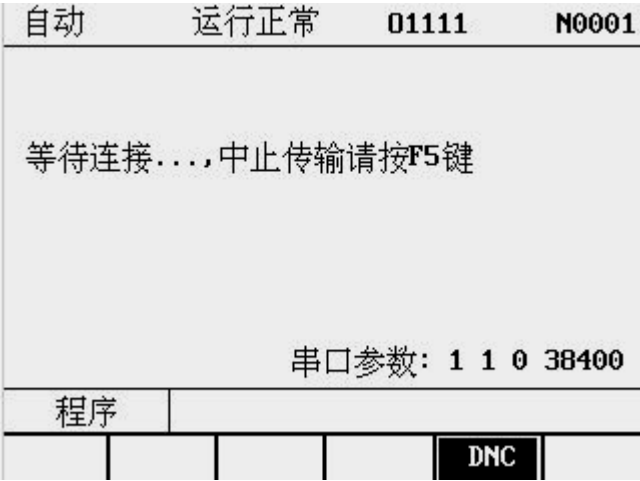 自动 运行正常 O1111 N0001
等待连接...,中止传输请按F5键
串口参数: 1 1 0 38400
程序
DNC